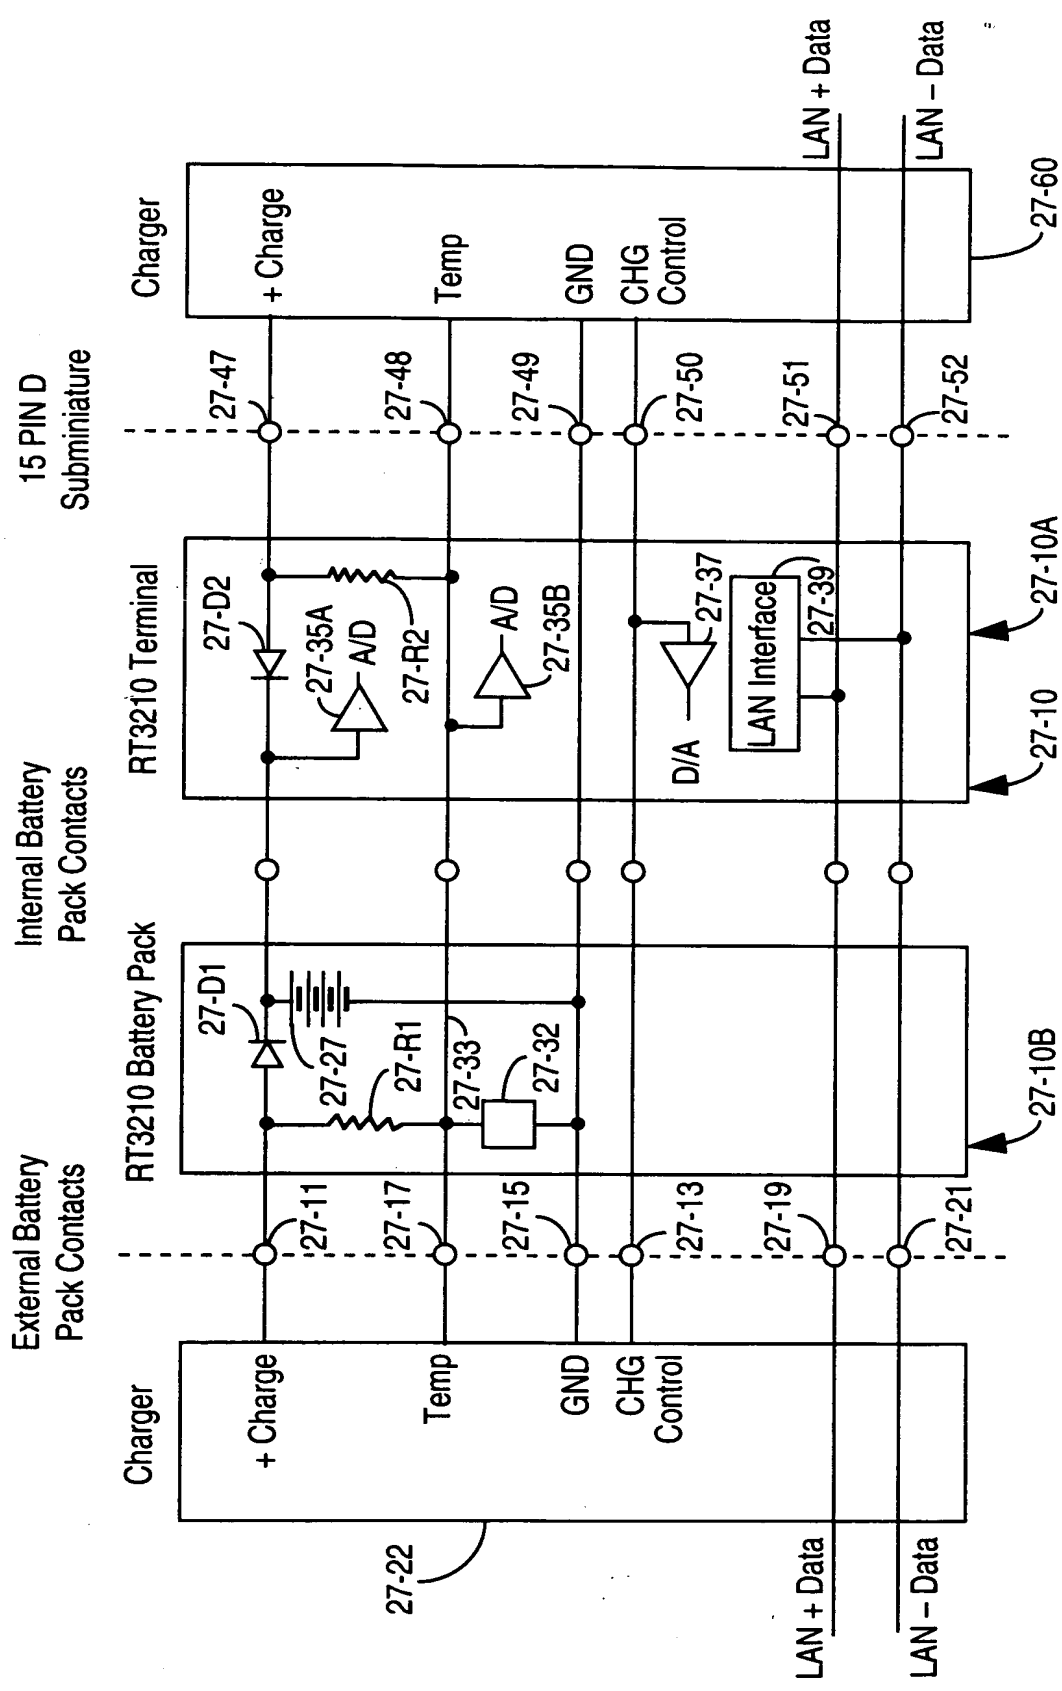 External Battery
Pack Contacts
Internal Battery
Pack Contacts
15 PIN D
Subminiature
Charger
RT3210 Battery Pack
RT3210 Terminal
Charger
27-22
+ Charge
Temp
GND
CHG
Control
LAN + Data
LAN – Data
27-11
27-17
27-15
27-13
27-19
27-21
27-D1
27-27
27-R1
27-33
27-32
27-10B
27-D2
27-35A
A/D
27-R2
A/D
27-35B
27-37
D/A
LAN Interface
27-39
27-10
27-10A
27-47
27-48
27-49
27-50
27-51
27-52
+ Charge
Temp
GND
CHG
Control
LAN + Data
LAN – Data
27-60